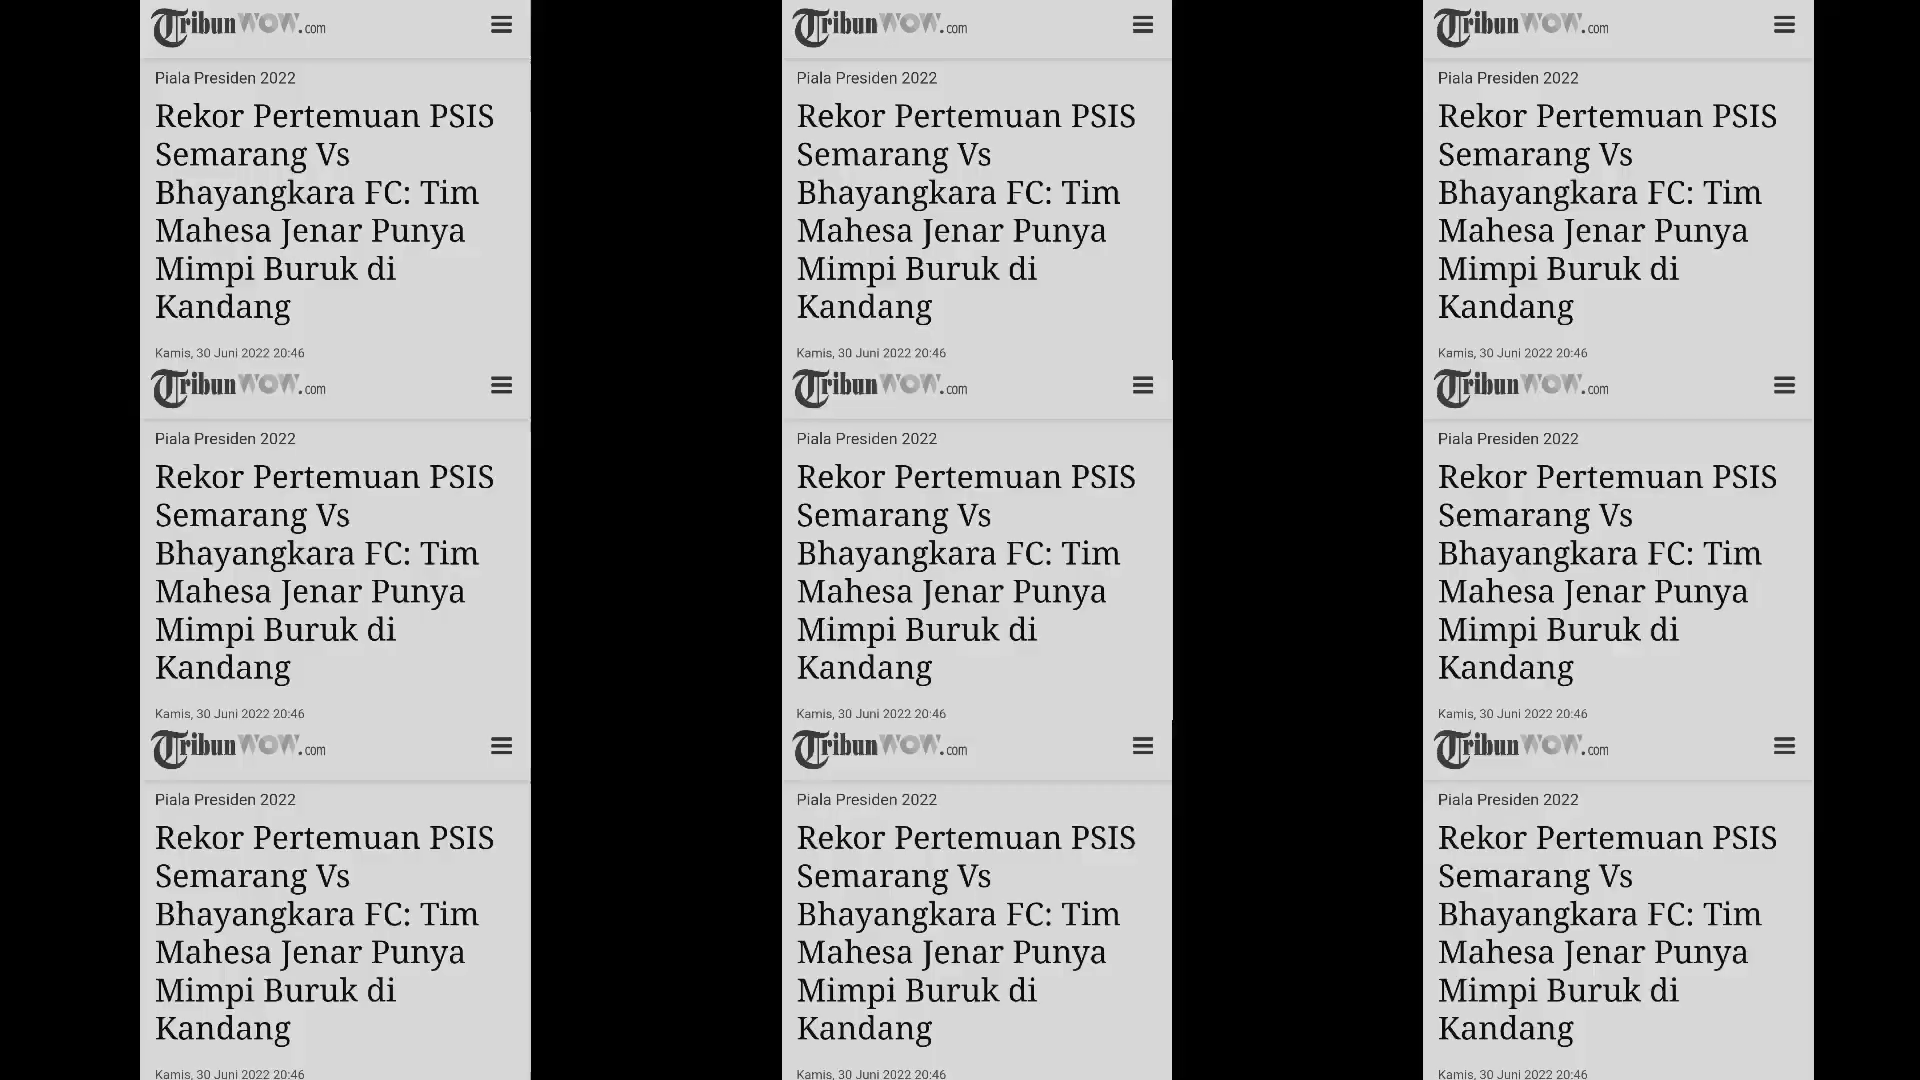 TribunWOW.com
Piala Presiden 2022
Rekor Pertemuan PSIS
Semarang Vs
Bhayangkara FC: Tim
Mahesa Jenar Punya
Mimpi Buruk di
Kandang
Kamis, 30 Juni 2022 20:46
TribunWOW.com
Piala Presiden 2022
Rekor Pertemuan PSIS
Semarang Vs
Bhayangkara FC: Tim
Mahesa Jenar Punya
Mimpi Buruk di
Kandang
Kamis, 30 Juni 2022 20:46
TribunWOW.com
Piala Presiden 2022
Rekor Pertemuan PSIS
Semarang Vs
Bhayangkara FC: Tim
Mahesa Jenar Punya
Mimpi Buruk di
Kandang
Kamis, 30 Juni 2022 20:46
TribunWOW.com
Piala Presiden 2022
Rekor Pertemuan PSIS
Semarang Vs
Bhayangkara FC: Tim
Mahesa Jenar Punya
Mimpi Buruk di
Kandang
Kamis, 30 Juni 2022 20:46
TribunWOW.com
Piala Presiden 2022
Rekor Pertemuan PSIS
Semarang Vs
Bhayangkara FC: Tim
Mahesa Jenar Punya
Mimpi Buruk di
Kandang
Kamis, 30 Juni 2022 20:46
TribunWOW.com
Piala Presiden 2022
Rekor Pertemuan PSIS
Semarang Vs
Bhayangkara FC: Tim
Mahesa Jenar Punya
Mimpi Buruk di
Kandang
Kamis, 30 Juni 2022 20:46
TribunWOW.com
Piala Presiden 2022
Rekor Pertemuan PSIS
Semarang Vs
Bhayangkara FC: Tim
Mahesa Jenar Punya
Mimpi Buruk di
Kandang
Kamis, 30 Juni 2022 20:46
TribunWOW.com
Piala Presiden 2022
Rekor Pertemuan PSIS
Semarang Vs
Bhayangkara FC: Tim
Mahesa Jenar Punya
Mimpi Buruk di
Kandang
Kamis, 30 Juni 2022 20:46
TribunWOW.com
Piala Presiden 2022
Rekor Pertemuan PSIS
Semarang Vs
Bhayangkara FC: Tim
Mahesa Jenar Punya
Mimpi Buruk di
Kandang
Kamis, 30 Juni 2022 20:46